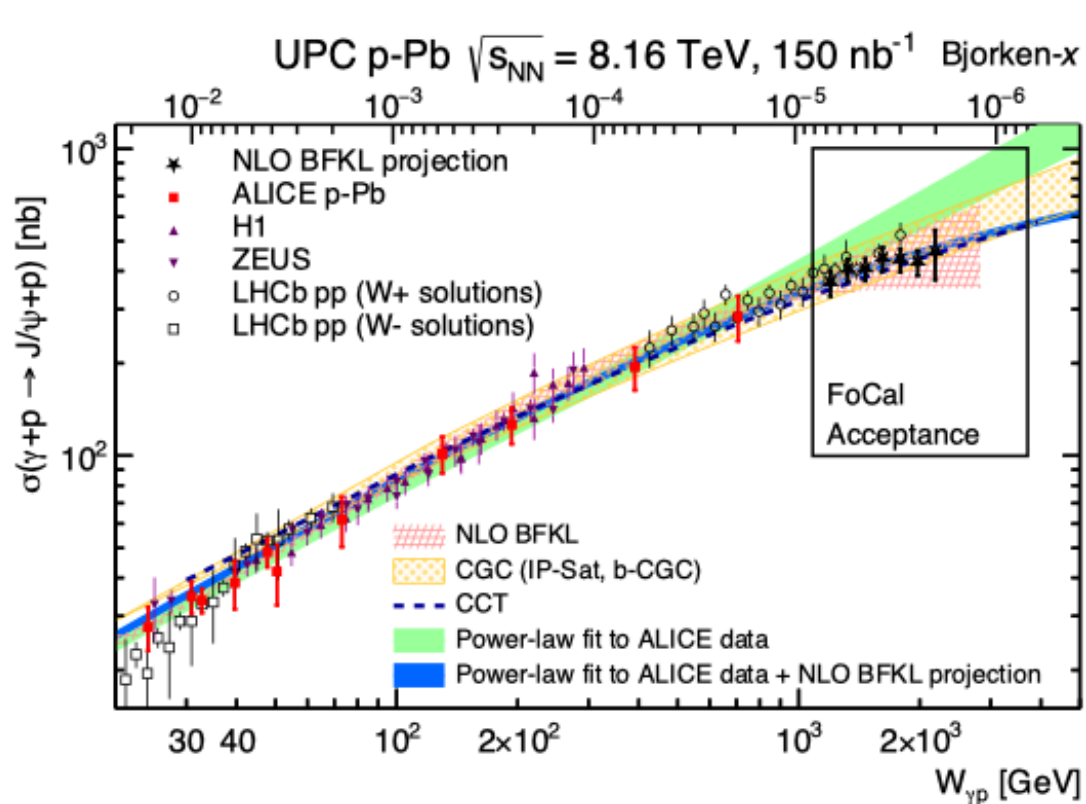 UPC p-Pb √s_NN = 8.16 TeV, 150 nb⁻¹ Bjorken-x
10⁻² 10⁻³ 10⁻⁴ 10⁻⁵ 10⁻⁶
σ(γ+p → J/ψ+p) [nb]
10³
10²
NLO BFKL projection
ALICE p-Pb
H1
ZEUS
LHCb pp (W+ solutions)
LHCb pp (W- solutions)
FoCal
Acceptance
NLO BFKL
CGC (IP-Sat, b-CGC)
CCT
Power-law fit to ALICE data
Power-law fit to ALICE data + NLO BFKL projection
30 40 10² 2×10² 10³ 2×10³
W_γp [GeV]